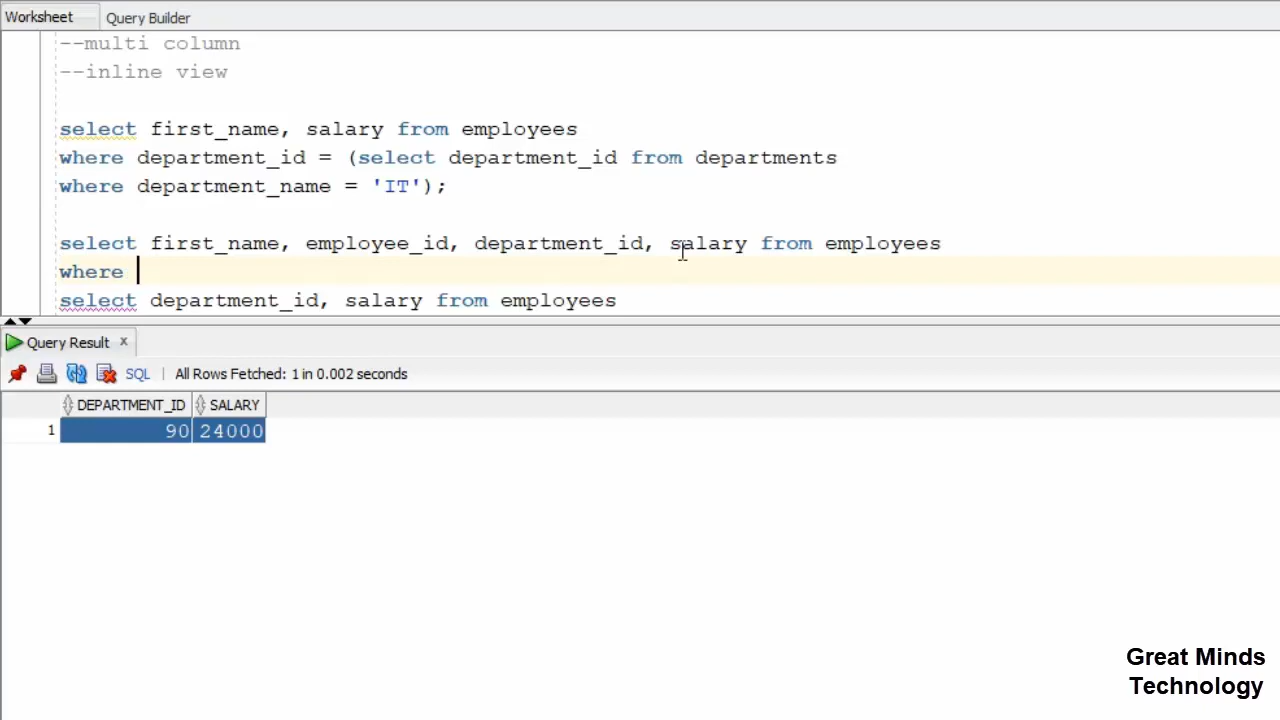 Worksheet Query Builder
--multi column
--inline view
select first_name, salary from employees
where department_id = (select department_id from departments
where department_name = 'IT');
select first_name, employee_id, department_id, salary from employees
where
select department_id, salary from employees
Query Result x
SQL | All Rows Fetched: 1 in 0.002 seconds
DEPARTMENT_ID SALARY
1 90 24000
Great Minds
Technology